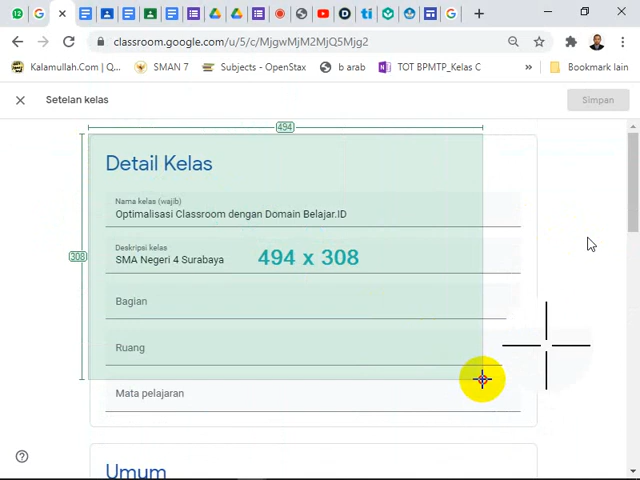 classroom.google.com/u/5/c/MjgwMjM2MjQ5Mjg2
Kalamullah.Com | Q...
SMAN 7
Subjects - OpenStax
b arab
TOT BPMTP_Kelas C
»
Bookmark lain
Setelan kelas
Simpan
494
Detail Kelas
Nama kelas (wajib)
Optimalisasi Classroom dengan Domain Belajar.ID
Deskripsi kelas
SMA Negeri 4 Surabaya
494 x 308
308
Bagian
Ruang
Mata pelajaran
Umum